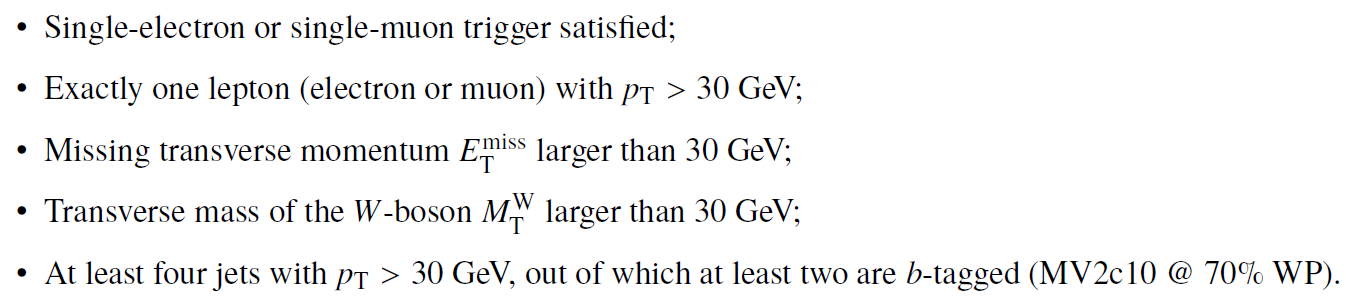 • Single-electron or single-muon trigger satisfied;
• Exactly one lepton (electron or muon) with $p_{\mathrm{T}}$ > 30 GeV;
• Missing transverse momentum $E_{\mathrm{T}}^{\mathrm{miss}}$ larger than 30 GeV;
• Transverse mass of the W-boson $M_{\mathrm{T}}^{\mathrm{W}}$ larger than 30 GeV;
• At least four jets with $p_{\mathrm{T}}$ > 30 GeV, out of which at least two are b-tagged (MV2c10 @ 70% WP).